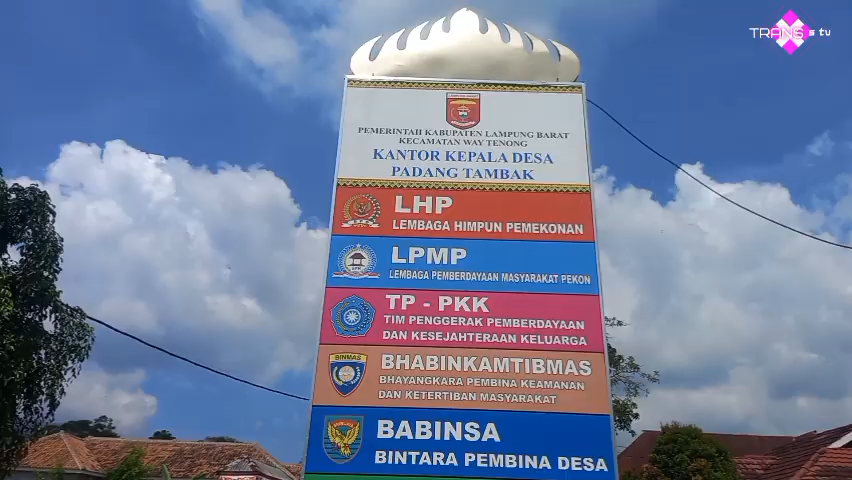 TRANS tu
PEMERINTAH KABUPATEN LAMPUNG BARAT
KECAMATAN WAY TENONG
KANTOR KEPALA DESA
PADANG TAMBAK
LHP
LEMBAGA HIMPUN PEMEKONAN
LPMP
LEMBAGA PEMBERDAYAAN MASYARAKAT PEKON
TP - PKK
TIM PENGGERAK PEMBERDAYAAN
DAN KESEJAHTERAAN KELUARGA
BINMAS
BHABINKAMTIBMAS
BHAYANGKARA PEMBINA KEAMANAN
DAN KETERTIBAN MASYARAKAT
BABINSA
BINTARA PEMBINA DESA